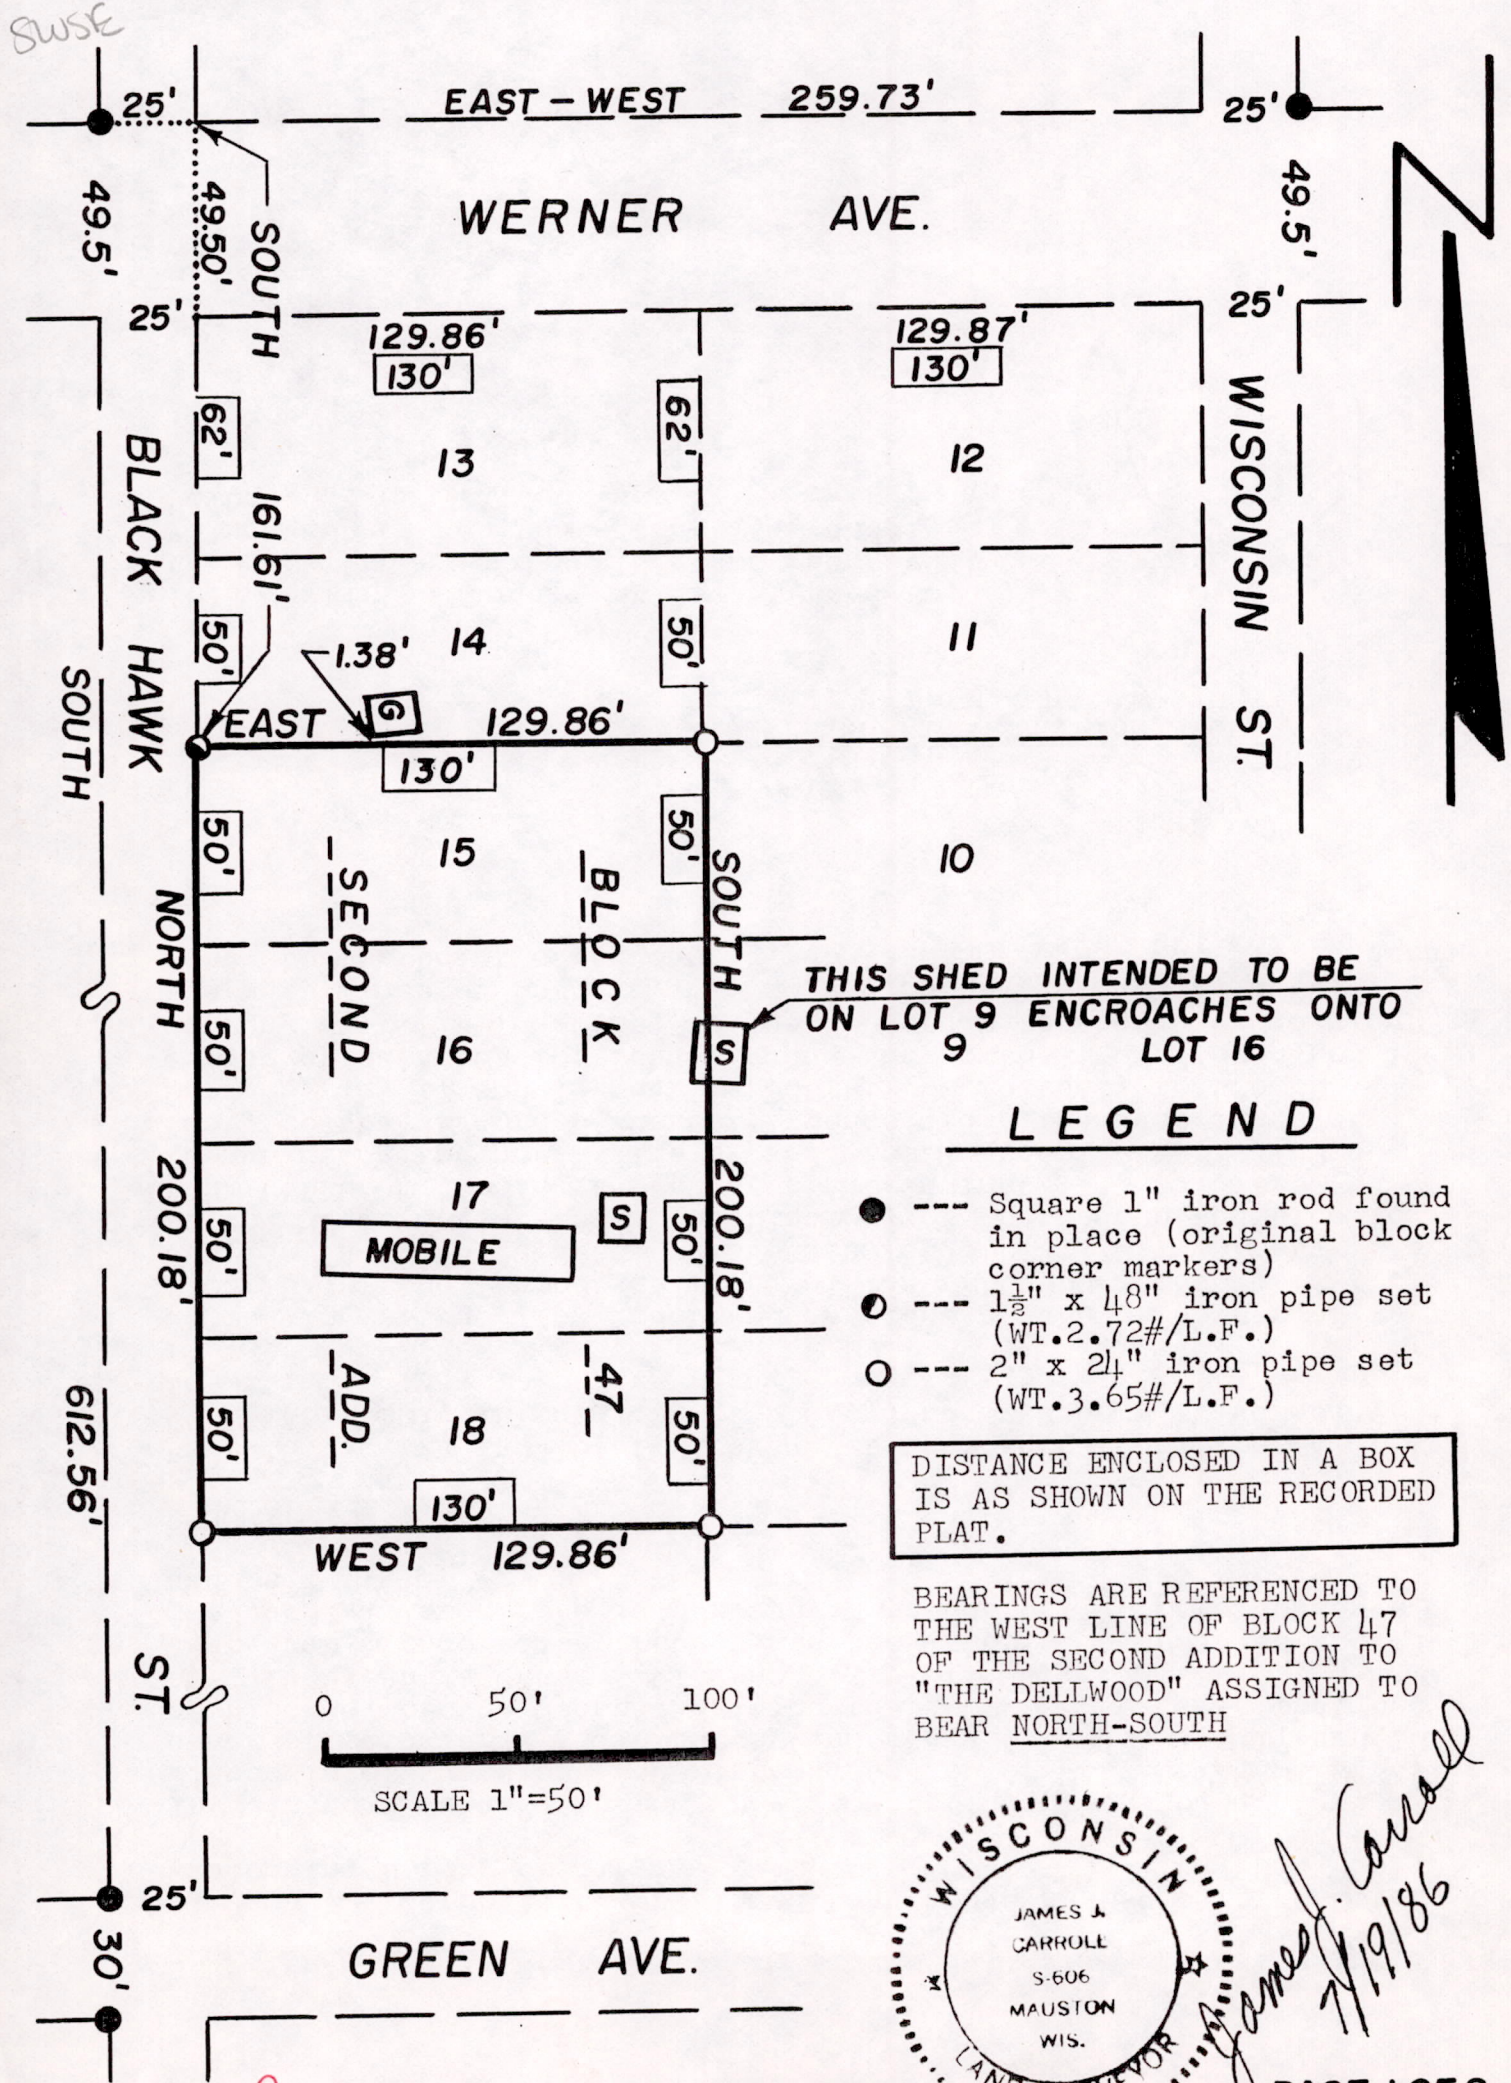 SWSE
25'
EAST - WEST 259.73'
25'
49.5'
49.50'
SOUTH
WERNER AVE.
49.5'
25'
129.86'
130'
129.87'
130'
25'
62'
62'
13
12
161.61'
BLACK HAWK ST.
WISCONSIN ST.
50'
1.38'
14
50'
11
G
EAST 129.86'
130'
SOUTH 612.56'
50'
15
50'
10
NORTH 200.18'
SECOND ADD.
BLOCK 47
SOUTH 200.18'
THIS SHED INTENDED TO BE
ON LOT 9 ENCROACHES ONTO
9 LOT 16
50'
16
S
LEGEND
17
S
50'
50'
MOBILE
--- Square 1" iron rod found
in place (original block
corner markers)
--- 1½" x 48" iron pipe set
(WT.2.72#/L.F.)
--- 2" x 24" iron pipe set
(WT.3.65#/L.F.)
50'
18
50'
130'
WEST 129.86'
DISTANCE ENCLOSED IN A BOX
IS AS SHOWN ON THE RECORDED
PLAT.
BEARINGS ARE REFERENCED TO
THE WEST LINE OF BLOCK 47
OF THE SECOND ADDITION TO
"THE DELLWOOD" ASSIGNED TO
BEAR NORTH-SOUTH
0 50' 100'
SCALE 1"=50'
25'
30'
GREEN AVE.
WISCONSIN
JAMES J.
CARROLL
S-606
MAUSTON
WIS.
James J. Carroll
7/19/86